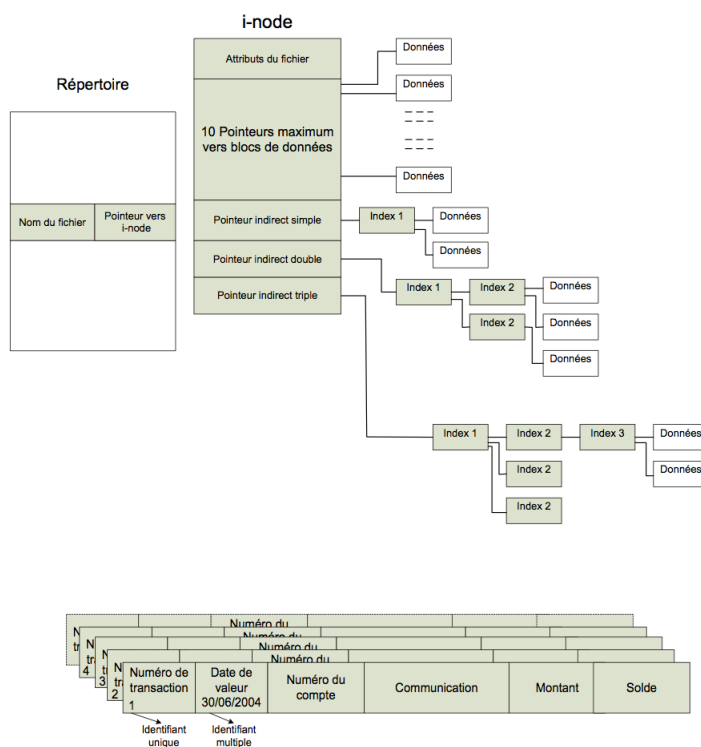 i-node
Répertoire
Attributs du fichier
10 Pointeurs maximum
vers blocs de données
Pointeur indirect simple
Pointeur indirect double
Pointeur indirect triple
Nom du fichier
Pointeur vers
i-node
Données
Données
Données
Index 1
Données
Données
Index 1
Index 2
Données
Index 2
Données
Données
Index 1
Index 2
Index 3
Données
Index 2
Données
Index 2
Numéro du
4
3
2
Numéro de
transaction
1
Date de
valeur
30/06/2004
Numéro du
compte
Communication
Montant
Solde
Identifiant
unique
Identifiant
multiple